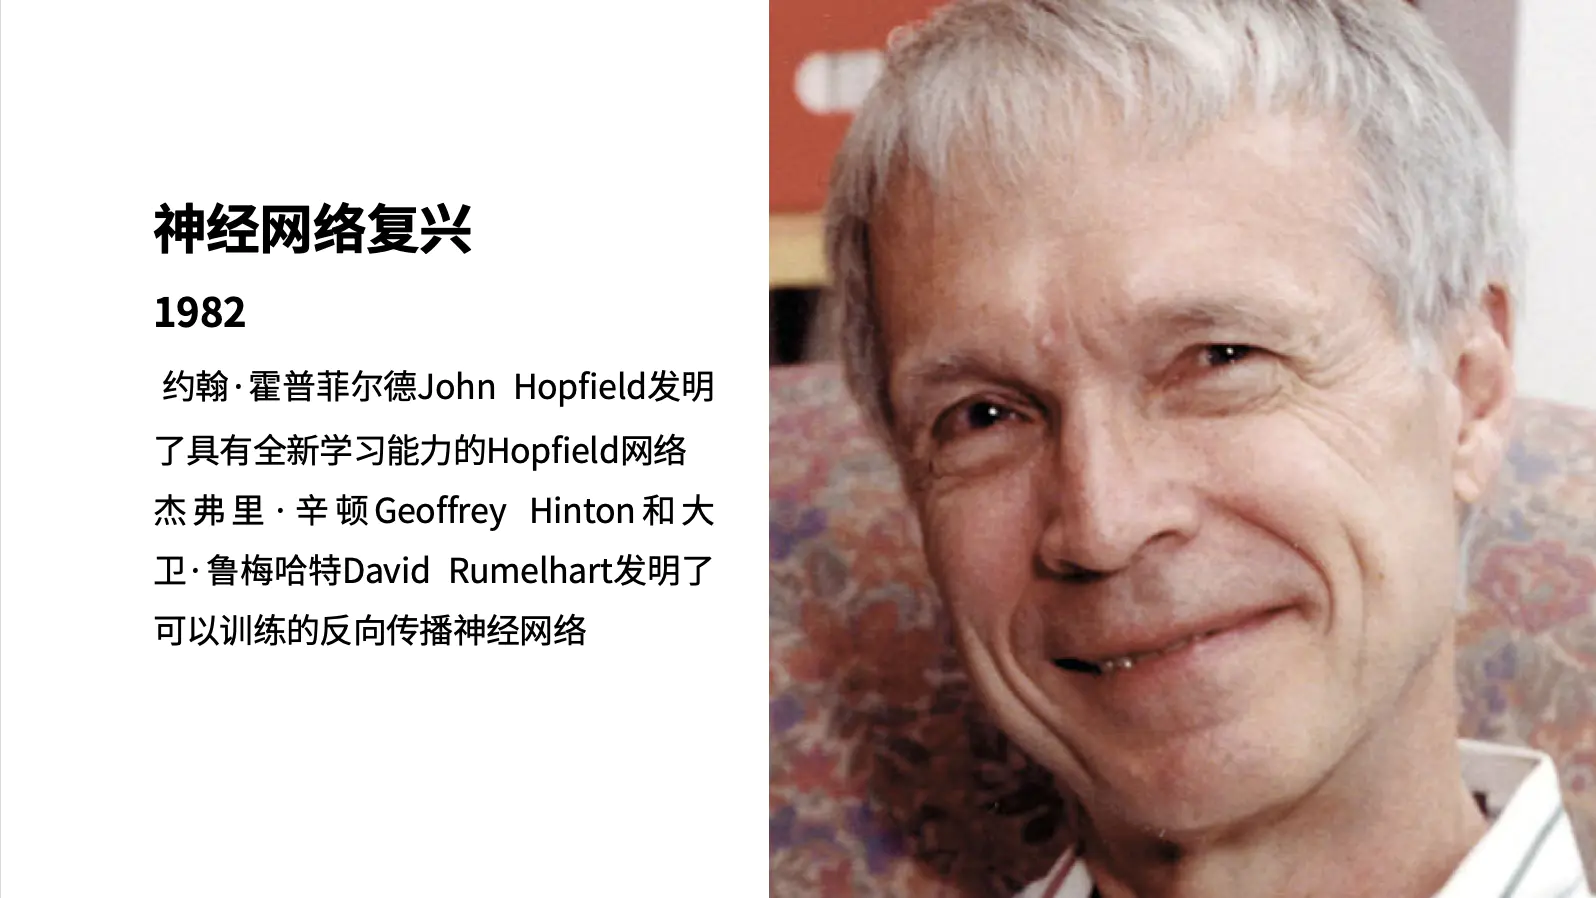 神经网络复兴
1982
约翰·霍普菲尔德John Hopfield发明
了具有全新学习能力的Hopfield网络
杰弗里·辛顿Geoffrey Hinton和大
卫·鲁梅哈特David Rumelhart发明了
可以训练的反向传播神经网络